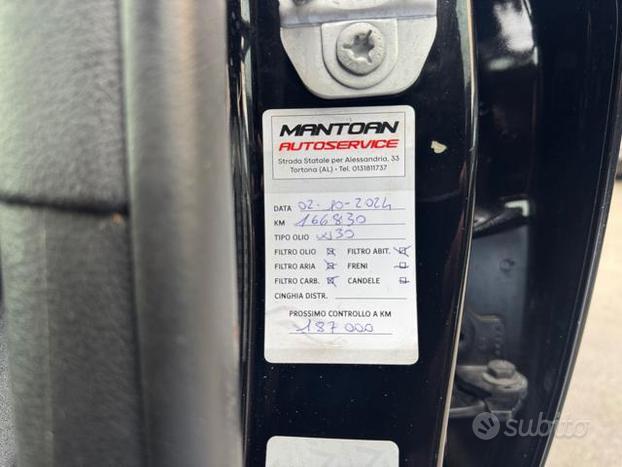 MANTOAN
AUTOSERVICE
Strada Statale per Alessandria, 33
Tortona (AL) • Tel. 0131811737
DATA 02-10-2024
KM 166830
TIPO OLIO W30
FILTRO OLIO FILTRO ABIT.
FILTRO ARIA FRENI
FILTRO CARB. CANDELE
CINGHIA DISTR.
PROSSIMO CONTROLLO A KM
187000
subito